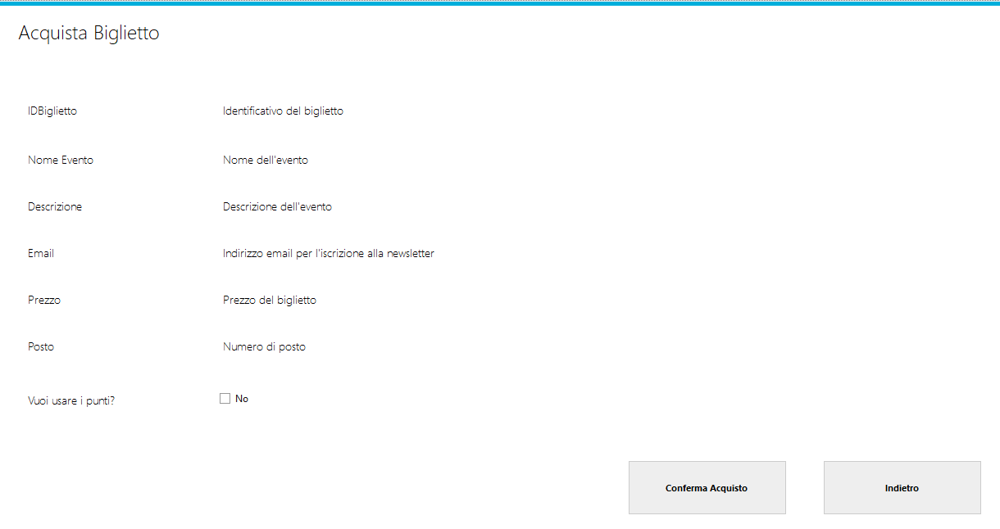 Acquista Biglietto
IDBiglietto Identificativo del biglietto
Nome Evento Nome dell'evento
Descrizione Descrizione dell'evento
Email Indirizzo email per l'iscrizione alla newsletter
Prezzo Prezzo del biglietto
Posto Numero di posto
Vuoi usare i punti? No
Conferma Acquisto Indietro